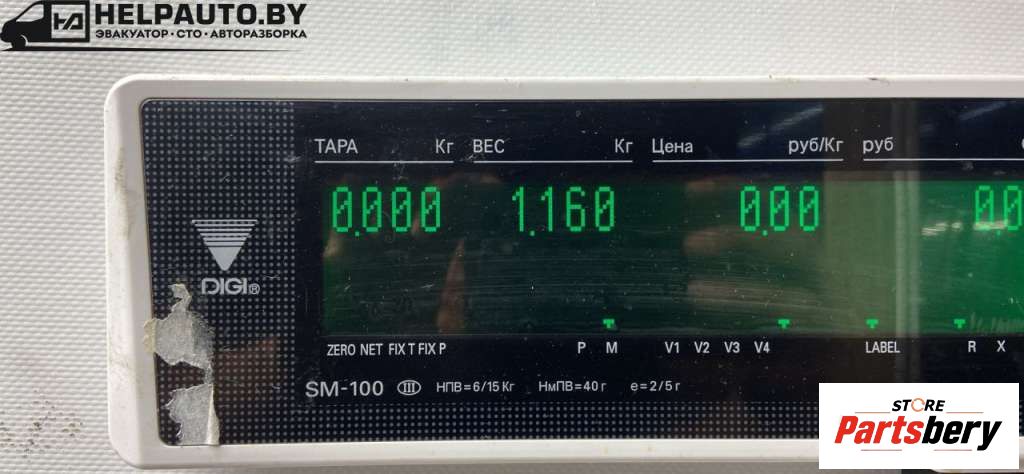 HELPAUTO.BY
ЭВАКУАТОР · СТО · АВТОРАЗБОРКА
ТАРА Кг ВЕС Кг Цена руб/Кг руб
0.000 1.160 0.00 0.0
DIGI®
ZERO NET FIX T FIX P P M V1 V2 V3 V4 LABEL R X
SM-100 III НПВ=6/15 Кг НмПВ=40 г e=2/5 г
STORE
Partsbery